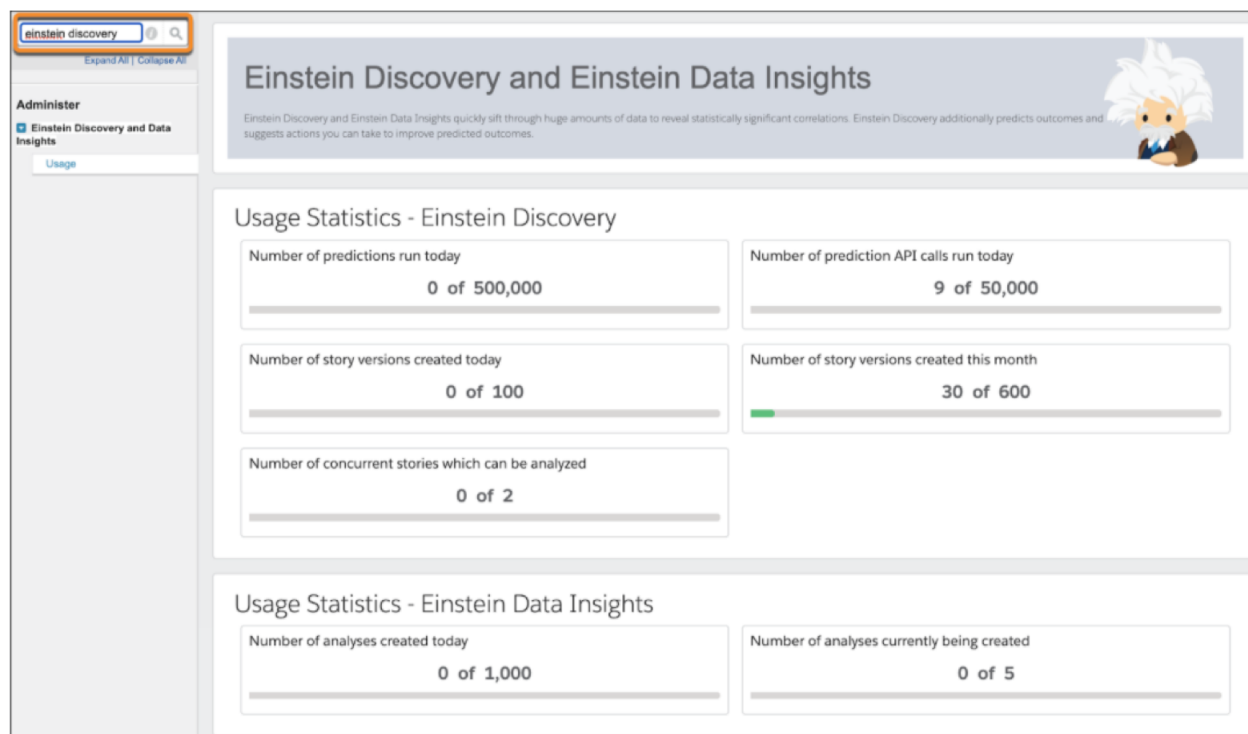 einstein discovery
Expand All | Collapse All
Administer
Einstein Discovery and Data
Insights
Usage
Einstein Discovery and Einstein Data Insights
Einstein Discovery and Einstein Data Insights quickly sift through huge amounts of data to reveal statistically significant correlations. Einstein Discovery additionally predicts outcomes and
suggests actions you can take to improve predicted outcomes.
Usage Statistics - Einstein Discovery
Number of predictions run today
0 of 500,000
Number of prediction API calls run today
9 of 50,000
Number of story versions created today
0 of 100
Number of story versions created this month
30 of 600
Number of concurrent stories which can be analyzed
0 of 2
Usage Statistics - Einstein Data Insights
Number of analyses created today
0 of 1,000
Number of analyses currently being created
0 of 5